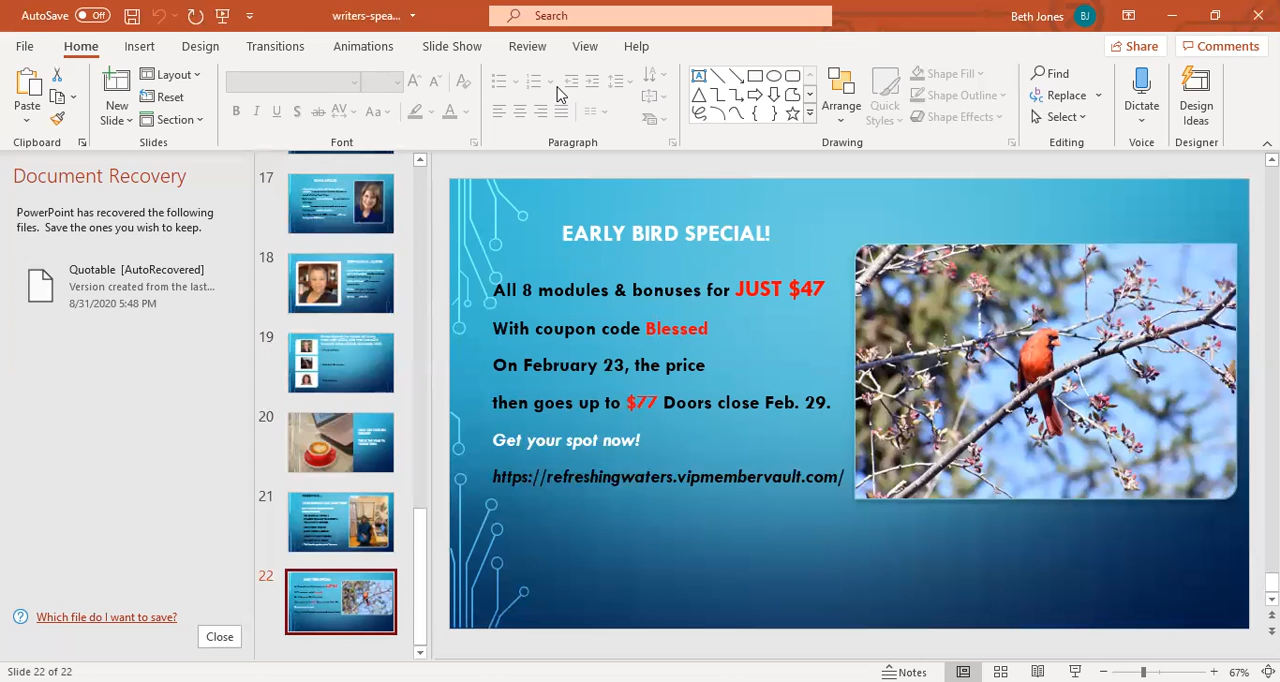 AutoSave Off
writers-spea...
Search
Beth Jones BJ
File Home Insert Design Transitions Animations Slide Show Review View Help
Share Comments
Paste
New Slide
Layout
Reset
Section
B I U S ab AV Aa A
Arrange
Quick Styles
Shape Fill
Shape Outline
Shape Effects
Find
Replace
Select
Dictate
Design Ideas
Clipboard Slides Font Paragraph Drawing Editing Voice Designer
Document Recovery
PowerPoint has recovered the following
files. Save the ones you wish to keep.
Quotable [AutoRecovered]
Version created from the last...
8/31/2020 5:48 PM
Which file do I want to save?
Close
17
18
19
20
21
22
EARLY BIRD SPECIAL!
All 8 modules & bonuses for JUST $47
With coupon code Blessed
On February 23, the price
then goes up to $77 Doors close Feb. 29.
Get your spot now!
https://refreshingwaters.vipmembervault.com/
Slide 22 of 22
Notes
67%